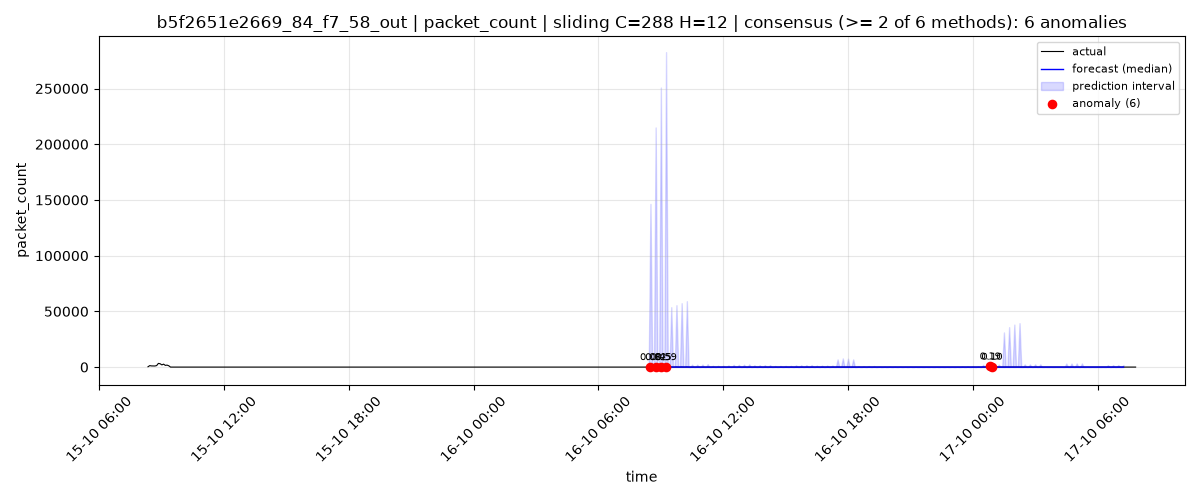 b5f2651e2669_84_f7_58_out | packet_count | sliding C=288 H=12 | consensus (>= 2 of 6 methods): 6 anomalies
actual
forecast (median)
prediction interval
anomaly (6)
packet_count
250000
200000
150000
100000
50000
0
15-10 06:00
15-10 12:00
15-10 18:00
16-10 00:00
16-10 06:00
16-10 12:00
16-10 18:00
17-10 00:00
17-10 06:00
time